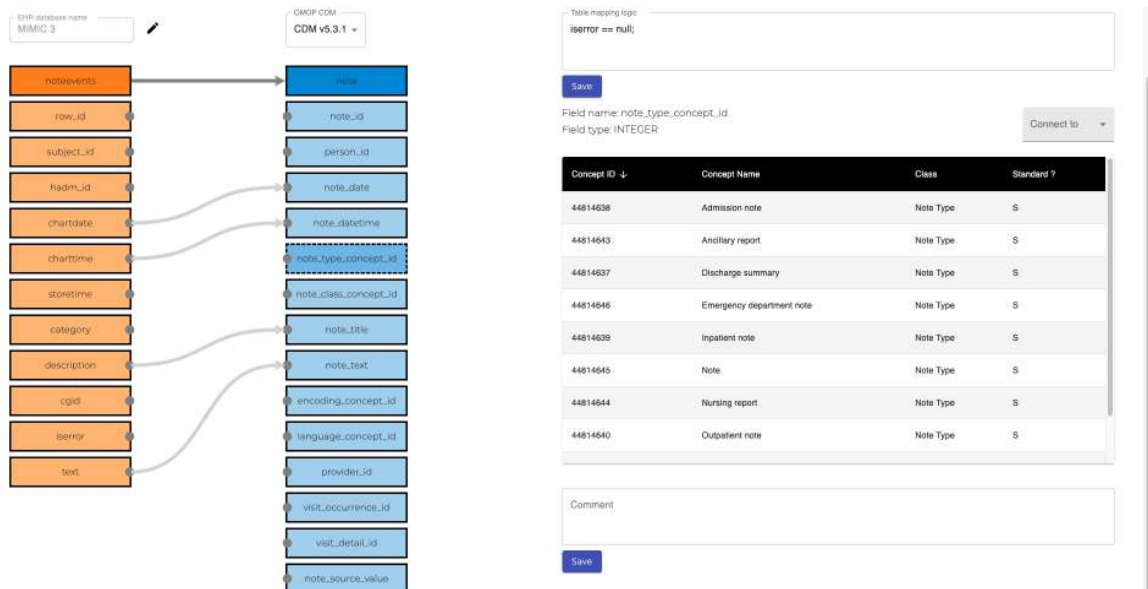 EHR database name
MIMIC 3
OMOP CDM
CDM v5.3.1
noteevents
row_id
subject_id
hadm_id
chartdate
charttime
storetime
category
description
cgid
iserror
text
note
note_id
person_id
note_date
note_datetime
note_type_concept_id
note_class_concept_id
note_title
note_text
encoding_concept_id
language_concept_id
provider_id
visit_occurrence_id
visit_detail_id
note_source_value
Table mapping logic
iserror == null;
Save
Field name: note_type_concept_id
Field type: INTEGER
Connect to
Concept ID ↓ Concept Name Class Standard ?
44814638 Admission note Note Type S
44814643 Ancillary report Note Type S
44814637 Discharge summary Note Type S
44814646 Emergency department note Note Type S
44814639 Inpatient note Note Type S
44814645 Note Note Type S
44814644 Nursing report Note Type S
44814640 Outpatient note Note Type S
Comment
Save